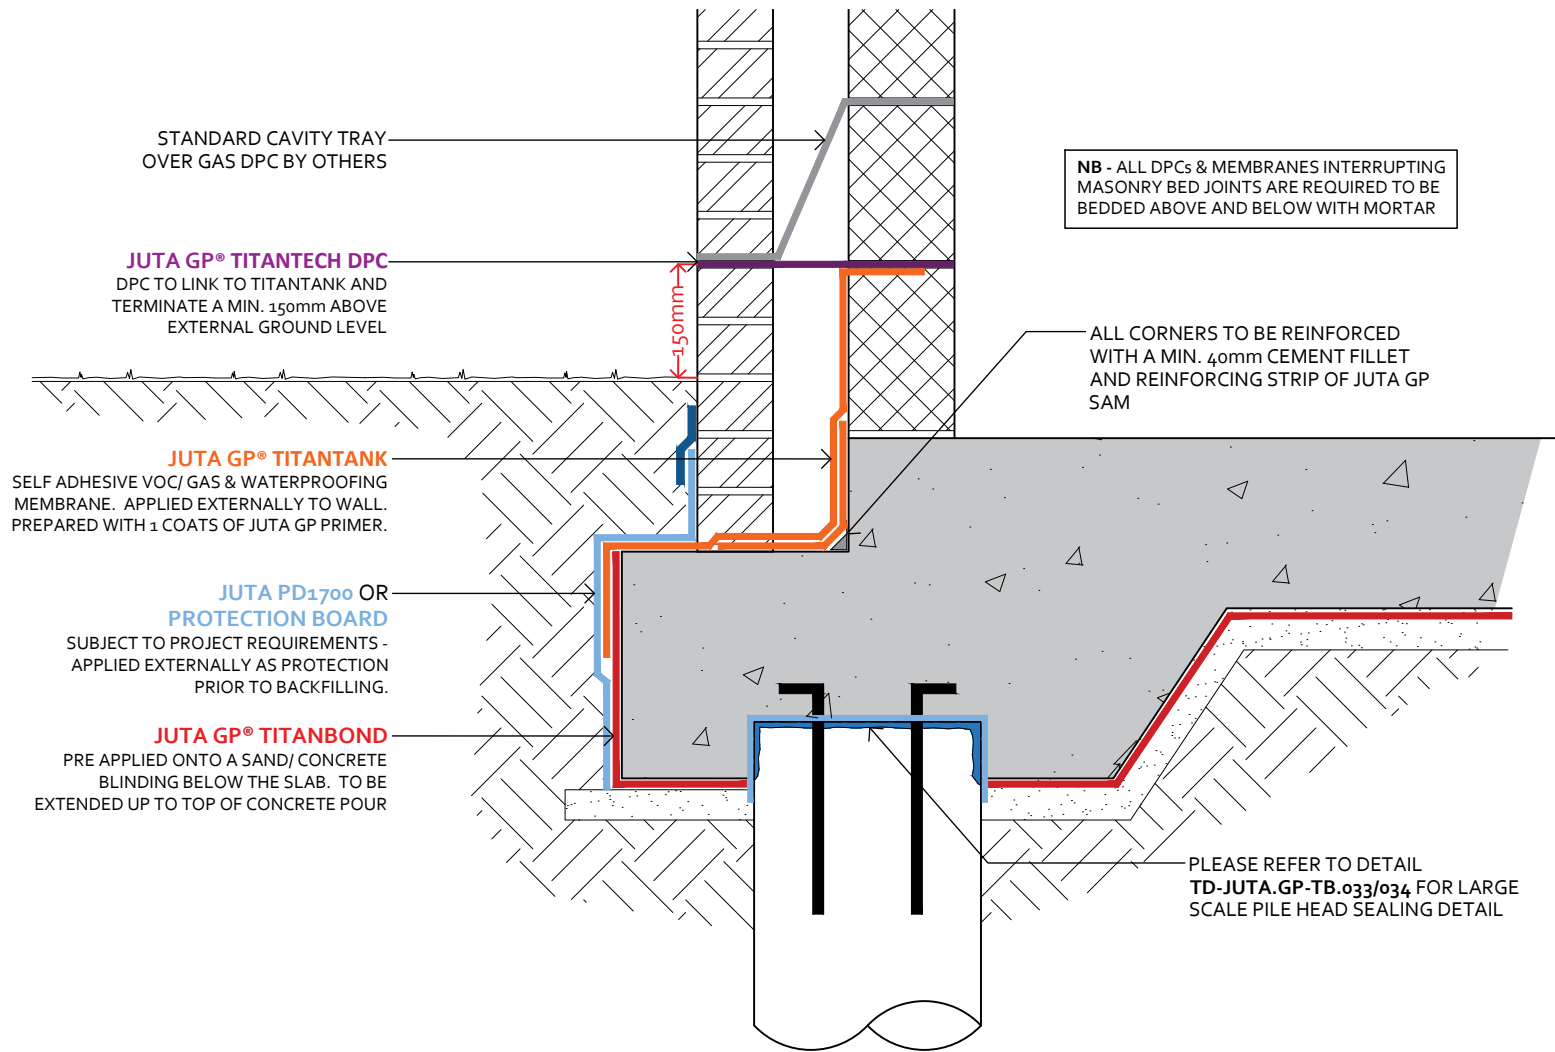 STANDARD CAVITY TRAY
OVER GAS DPC BY OTHERS
NB - ALL DPCs & MEMBRANES INTERRUPTING
MASONRY BED JOINTS ARE REQUIRED TO BE
BEDDED ABOVE AND BELOW WITH MORTAR
JUTA GP® TITANTECH DPC
DPC TO LINK TO TITANTANK AND
TERMINATE A MIN. 150mm ABOVE
EXTERNAL GROUND LEVEL
150mm
ALL CORNERS TO BE REINFORCED
WITH A MIN. 40mm CEMENT FILLET
AND REINFORCING STRIP OF JUTA GP
SAM
JUTA GP® TITANTANK
SELF ADHESIVE VOC/ GAS & WATERPROOFING
MEMBRANE. APPLIED EXTERNALLY TO WALL.
PREPARED WITH 1 COATS OF JUTA GP PRIMER.
JUTA PD1700 OR
PROTECTION BOARD
SUBJECT TO PROJECT REQUIREMENTS -
APPLIED EXTERNALLY AS PROTECTION
PRIOR TO BACKFILLING.
JUTA GP® TITANBOND
PRE APPLIED ONTO A SAND/ CONCRETE
BLINDING BELOW THE SLAB. TO BE
EXTENDED UP TO TOP OF CONCRETE POUR
PLEASE REFER TO DETAIL
TD-JUTA.GP-TB.033/034 FOR LARGE
SCALE PILE HEAD SEALING DETAIL